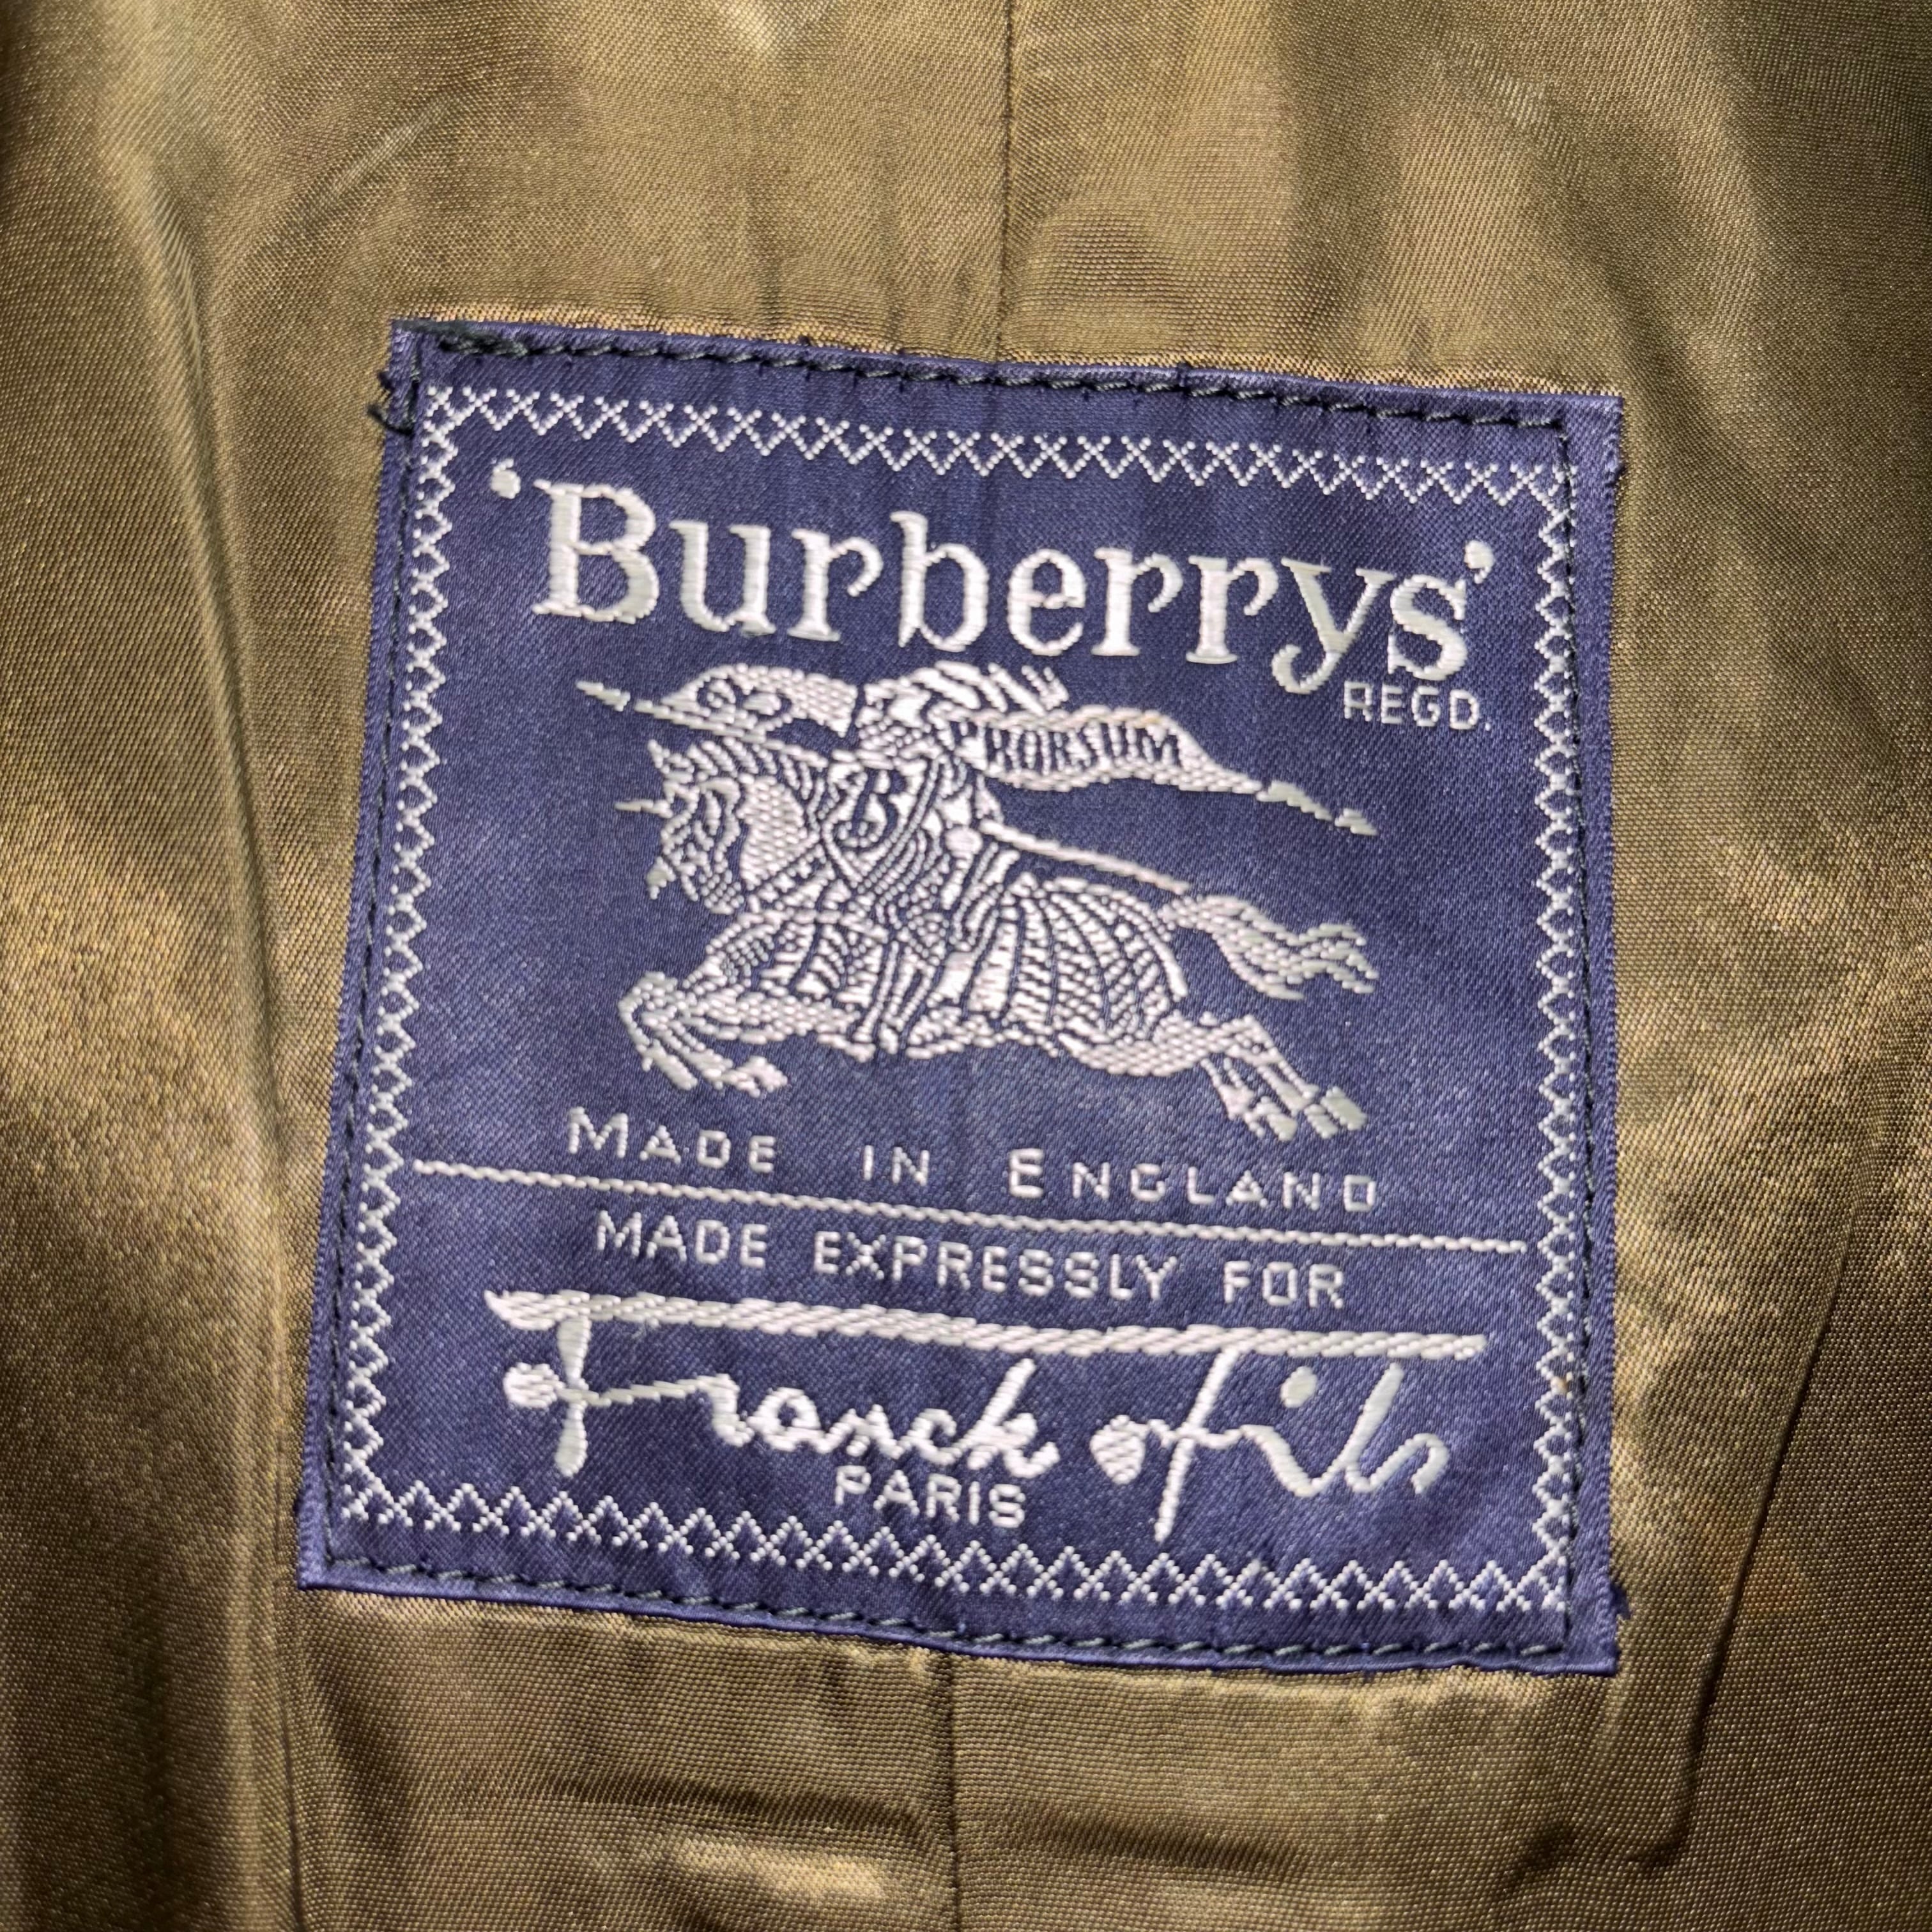 'Burberrys'
REGD.
PRORSUM
B
MADE IN ENGLAND
MADE EXPRESSLY FOR
Franck & Fils
PARIS